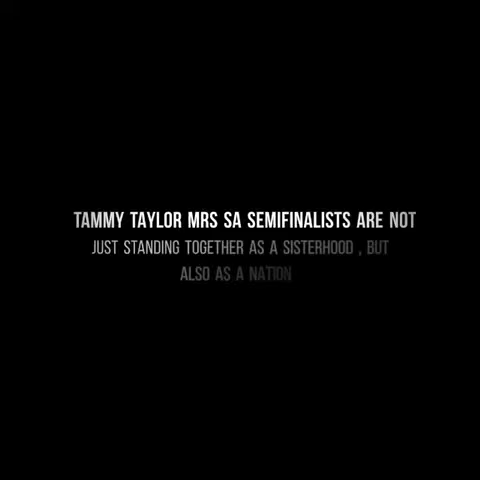 TAMMY TAYLOR MRS SA SEMIFINALISTS ARE NOT
JUST STANDING TOGETHER AS A SISTERHOOD , BUT
ALSO AS A NATION